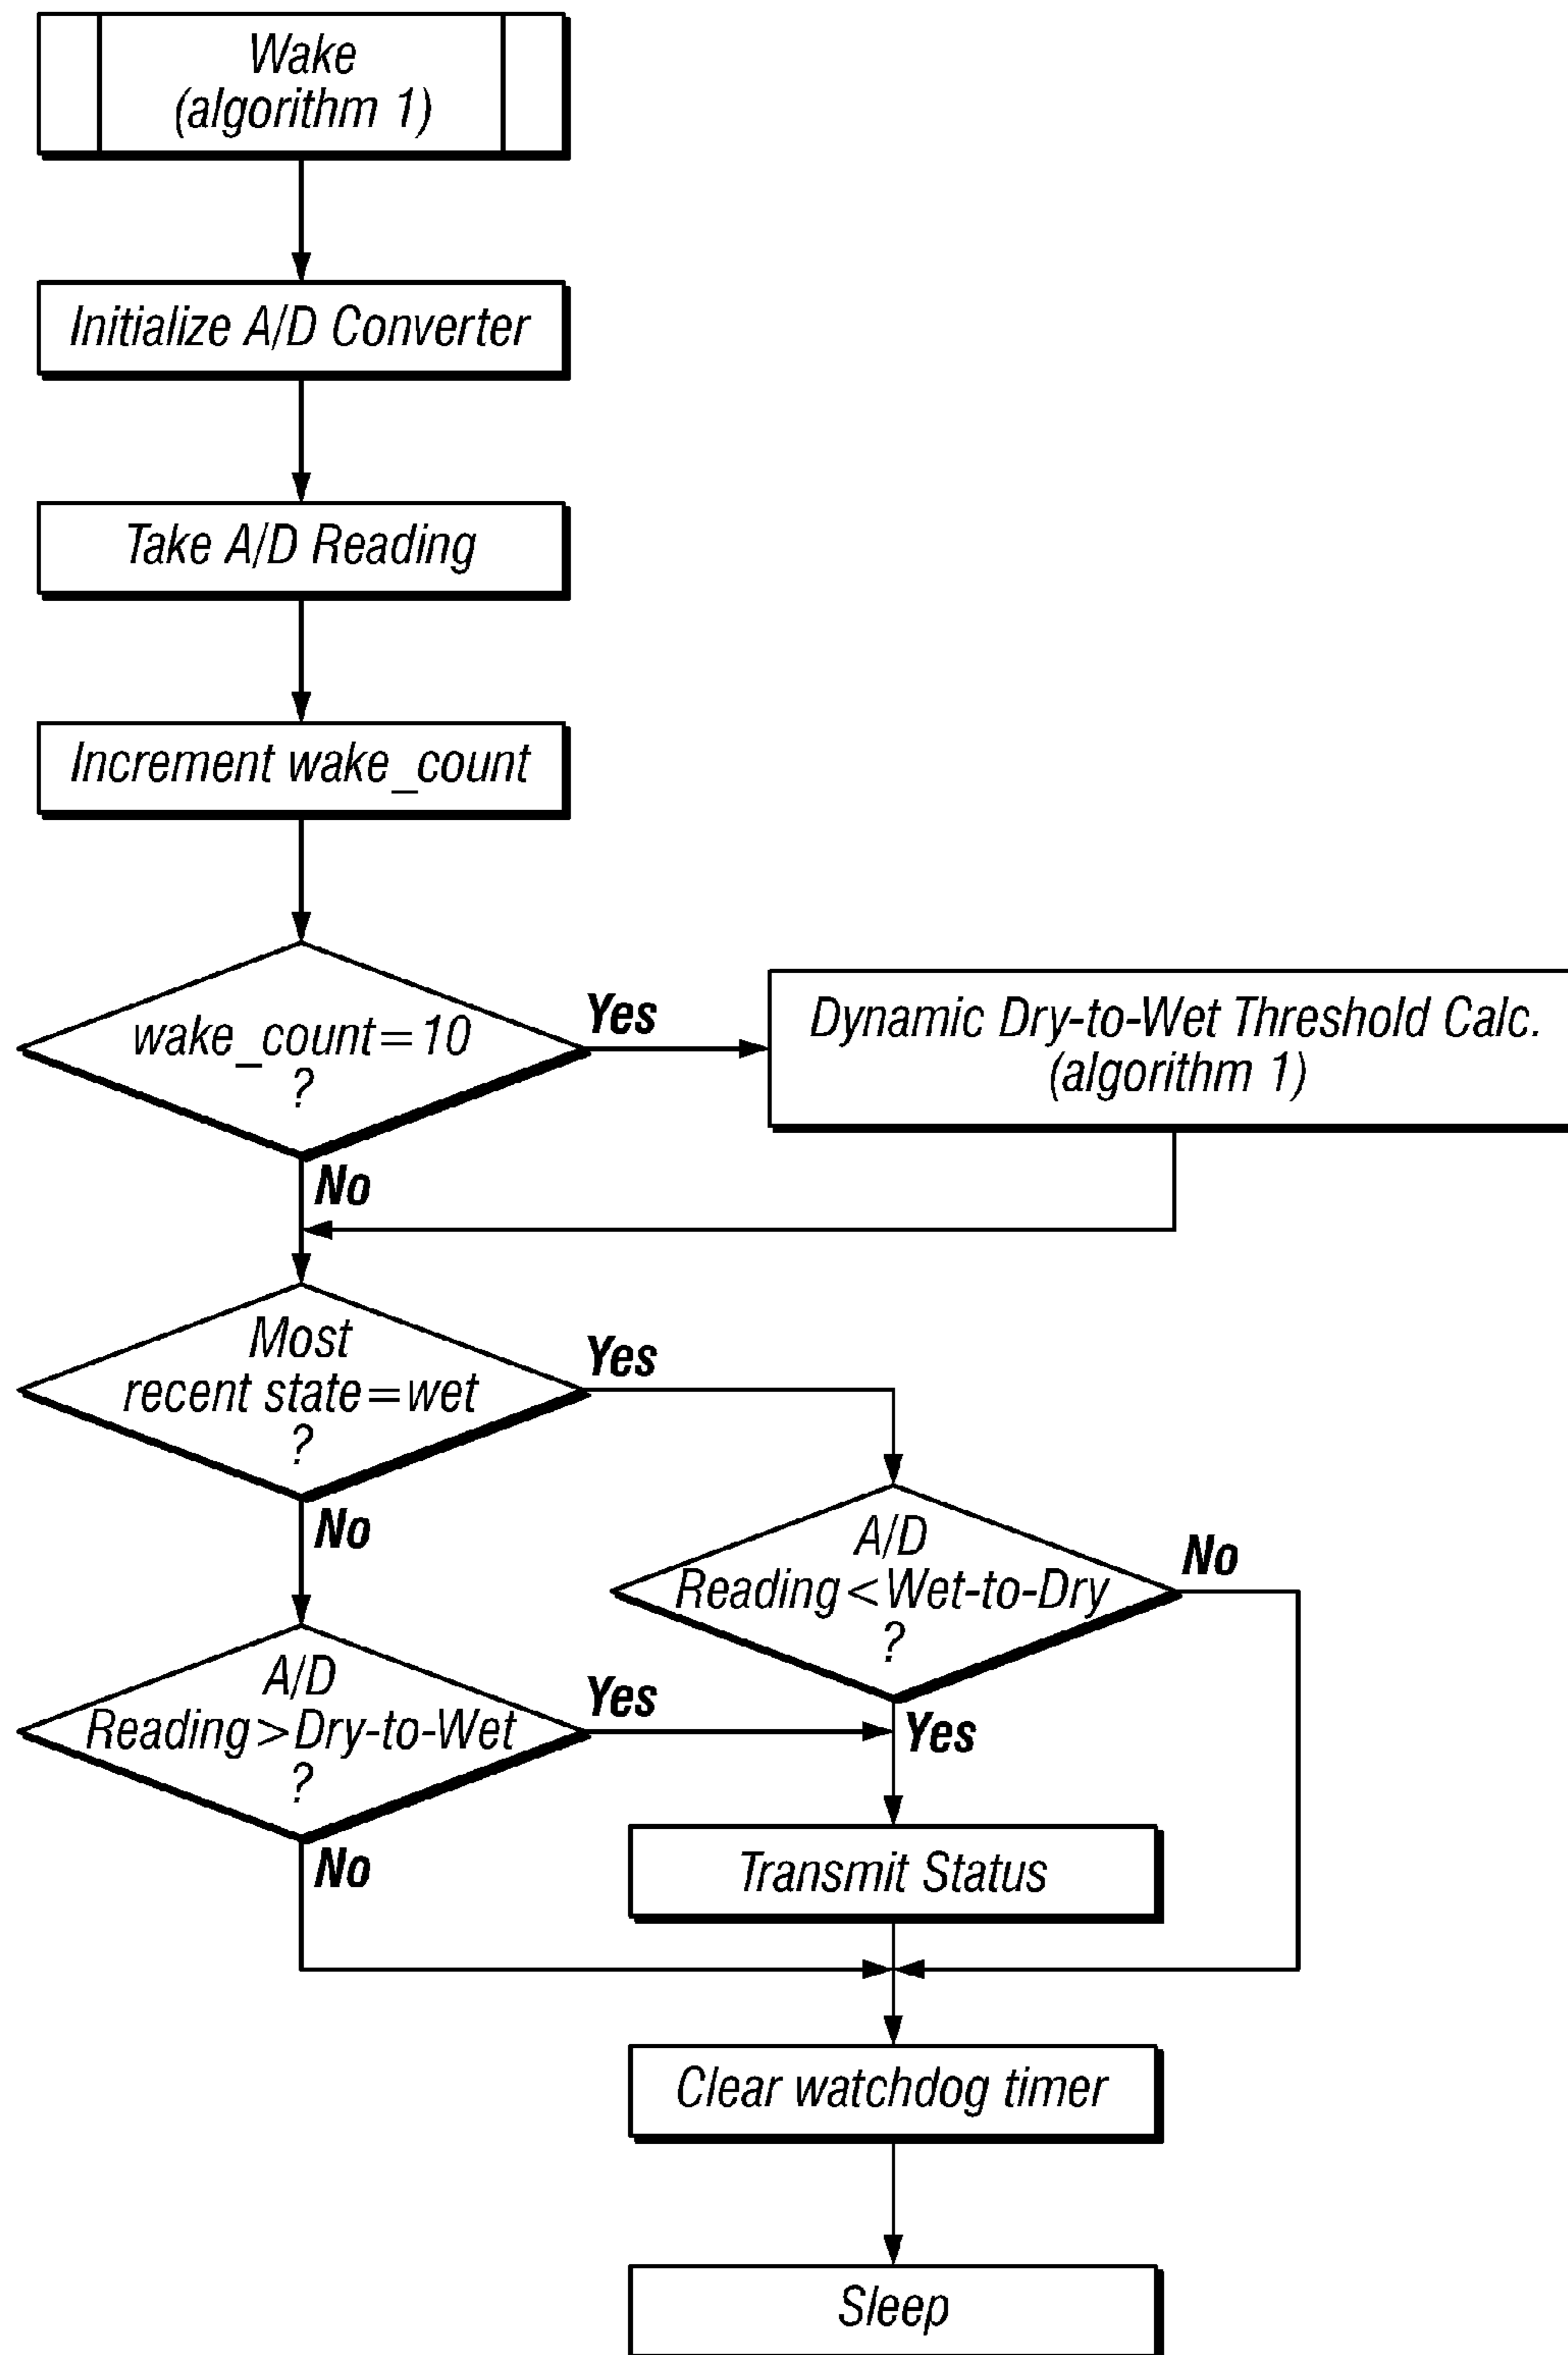 Wake
(algorithm 1)
Initialize A/D Converter
Take A/D Reading
Increment wake_count
wake_count=10
?
Yes
Dynamic Dry-to-Wet Threshold Calc.
(algorithm 1)
No
Most
recent state=wet
?
Yes
No
A/D
Reading<Wet-to-Dry
?
No
Yes
A/D
Reading>Dry-to-Wet
?
Yes
No
Transmit Status
Clear watchdog timer
Sleep